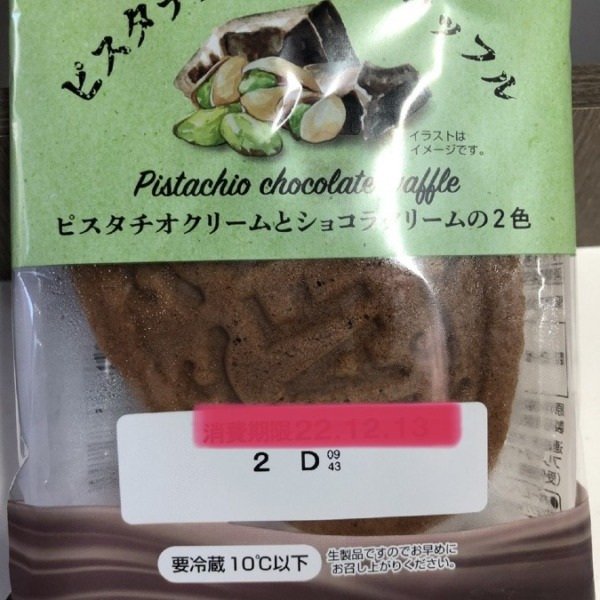 ピスタチ
ッフル
イラストは
イメージです。
Pistachio chocolate waffle
ピスタチオクリームとショコラクリームの2色
消費期限22.12.13
2 D 09
43
要冷蔵10℃以下
生製品ですのでお早めに
お召し上がりください。